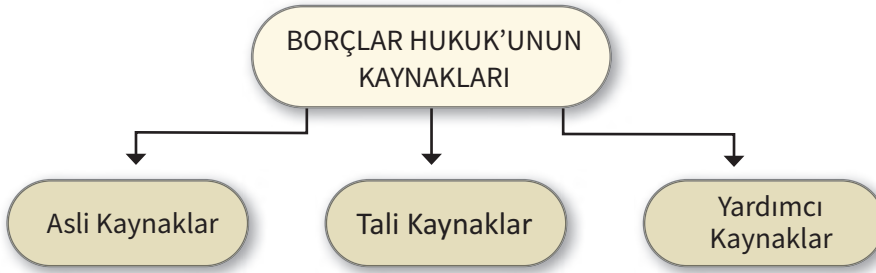 BORÇLAR HUKUK’UNUN
KAYNAKLARI
Asli Kaynaklar
Tali Kaynaklar
Yardımcı
Kaynaklar